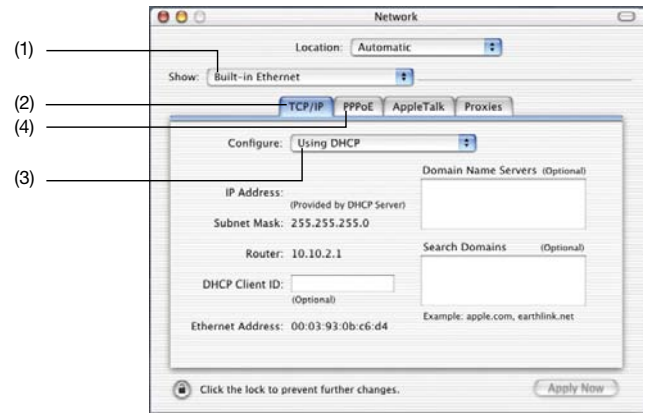 Network
Location: Automatic
(1)
Show: Built-in Ethernet
(2)
TCP/IP PPPoE AppleTalk Proxies
(4)
Configure: Using DHCP
(3)
Domain Name Servers (Optional)
IP Address:
(Provided by DHCP Server)
Subnet Mask: 255.255.255.0
Router: 10.10.2.1
Search Domains (Optional)
DHCP Client ID:
(Optional)
Example: apple.com, earthlink.net
Ethernet Address: 00:03:93:0b:c6:d4
Click the lock to prevent further changes.
Apply Now